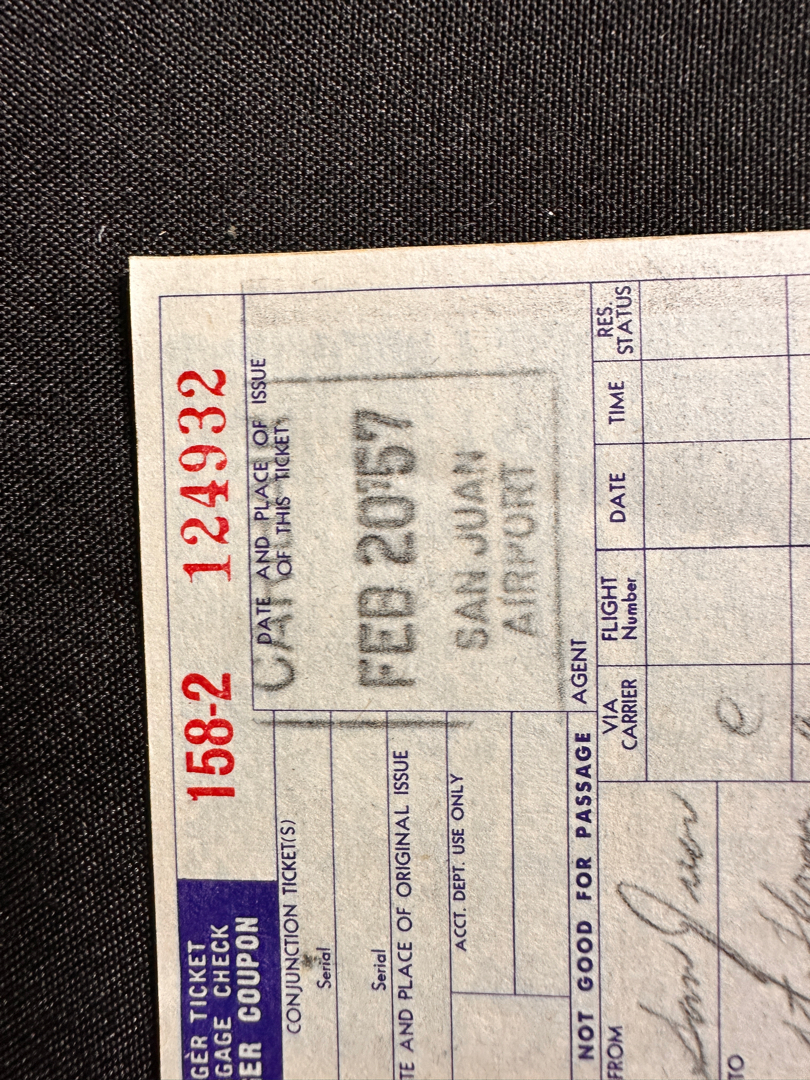 GER TICKET
GAGE CHECK
ER COUPON
158-2 124932
CONJUNCTION TICKET(S)
Serial
Serial
DATE AND PLACE OF ISSUE
OF THIS TICKET
FEB 20'57
SAN JUAN
AIRPORT
AGENT
TE AND PLACE OF ORIGINAL ISSUE
ACCT. DEPT. USE ONLY
NOT GOOD FOR PASSAGE
VIA
CARRIER
FLIGHT
Number
DATE
TIME
RES.
STATUS
FROM
San Juan
C
TO